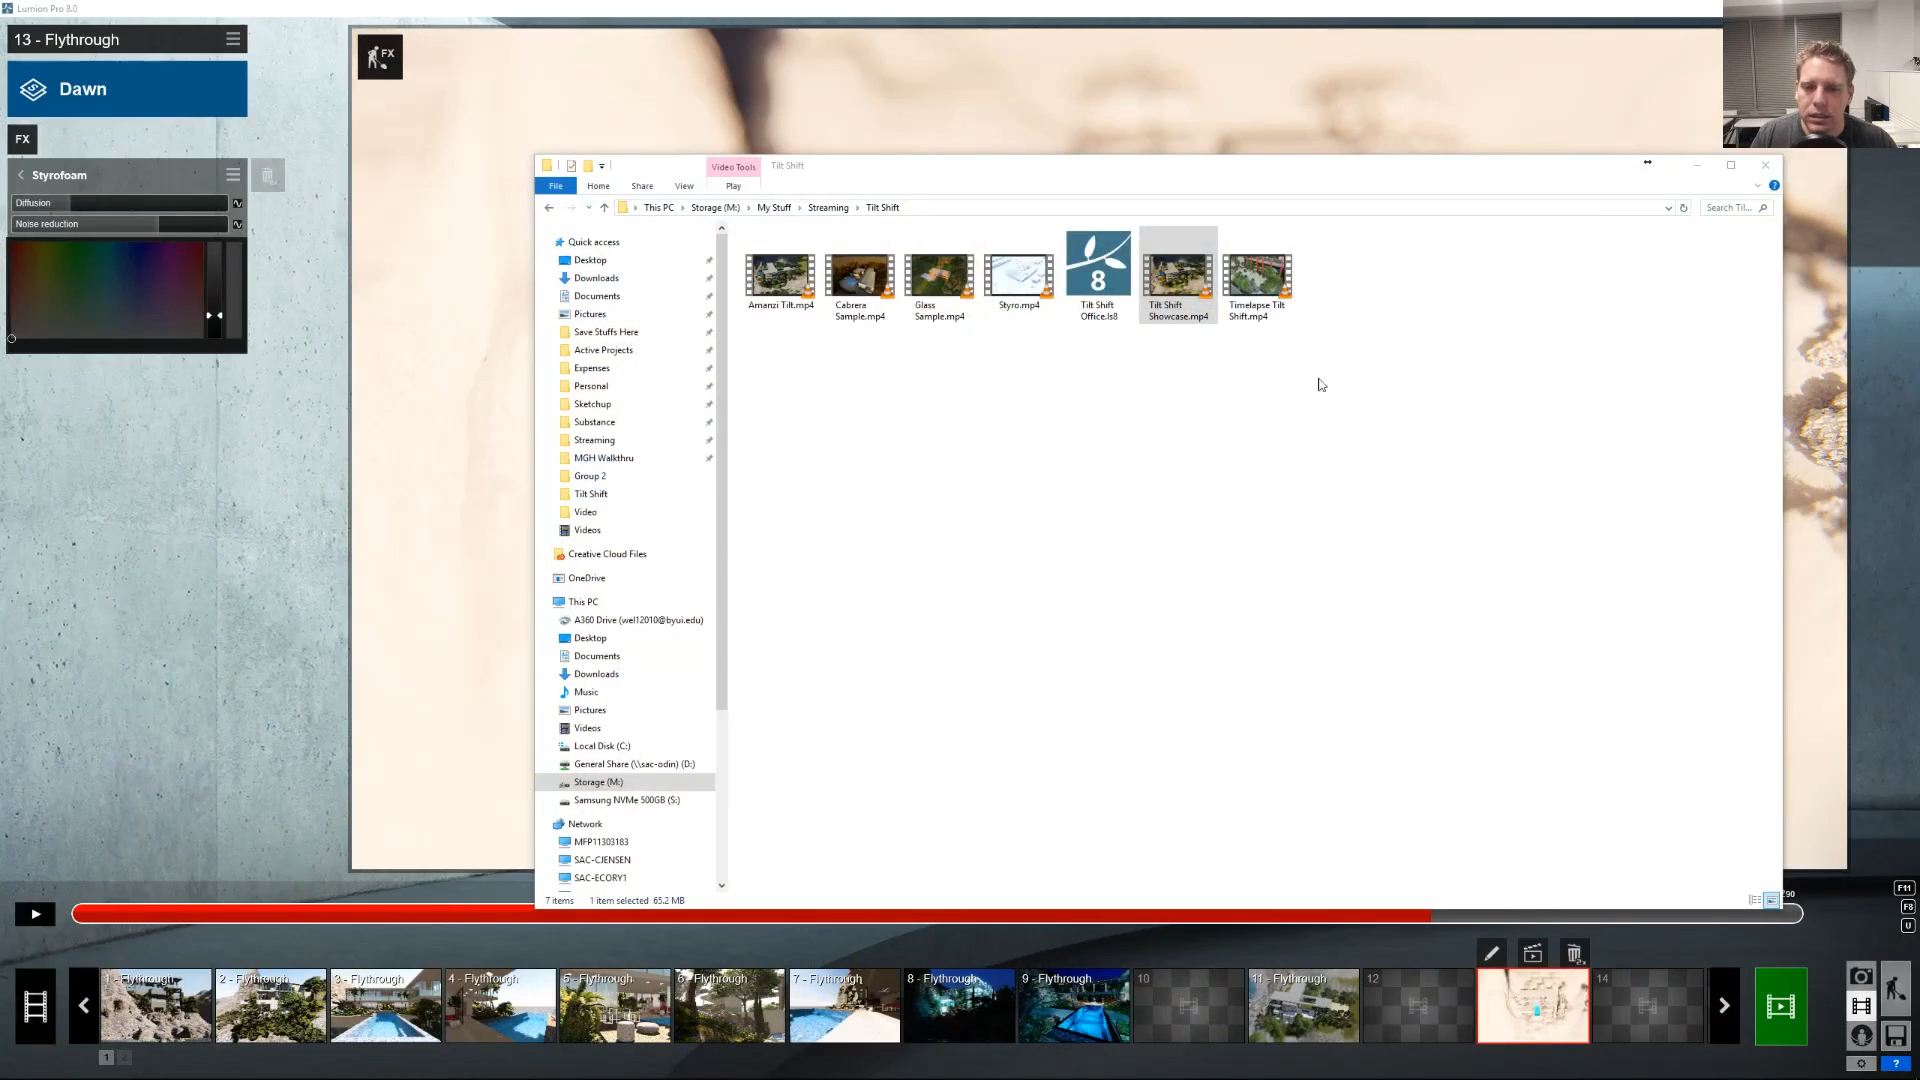 Lumion Pro 8.0
13 - Flythrough
Dawn
FX
Styrofoam
Diffusion
Noise reduction
FX
Video Tools
Tilt Shift
File
Home
Share
View
Play
This PC
Storage (M:)
My Stuff
Streaming
Tilt Shift
Search Til...
Quick access
Desktop
Downloads
Documents
Pictures
Save Stuffs Here
Active Projects
Expenses
Personal
Sketchup
Substance
Streaming
MGH Walkthru
Group 2
Tilt Shift
Video
Videos
Creative Cloud Files
OneDrive
This PC
A360 Drive (wel12010@byui.edu)
Desktop
Documents
Downloads
Music
Pictures
Videos
Local Disk (C:)
General Share (\\sac-odin) (D:)
Storage (M:)
Samsung NVMe 500GB (S:)
Network
MFP11303183
SAC-CJENSEN
SAC-ECORY1
Amanzi Tilt.mp4
Cabrera
Sample.mp4
Glass
Sample.mp4
Styro.mp4
8
Tilt Shift
Office.ls8
Tilt Shift
Showcase.mp4
Timelapse Tilt
Shift.mp4
7 items
1 item selected 65.2 MB
F11
F8
U
1 - Flythrough
2 - Flythrough
3 - Flythrough
4 - Flythrough
5 - Flythrough
6 - Flythrough
7 - Flythrough
8 - Flythrough
9 - Flythrough
10
11 - Flythrough
12
14
1
2
?